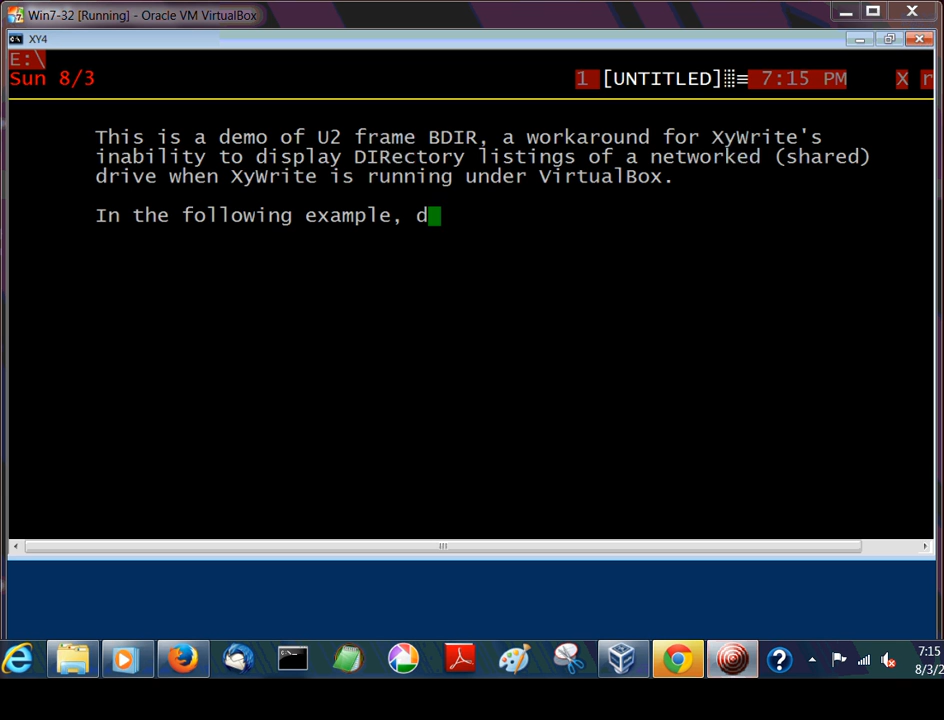 Win7-32 [Running] - Oracle VM VirtualBox
XY4
E:\
Sun 8/3 1 [UNTITLED] 7:15 PM X r
This is a demo of U2 frame BDIR, a workaround for XyWrite's
inability to display DIRectory listings of a networked (shared)
drive when XyWrite is running under VirtualBox.
In the following example, d
7:15
8/3/2